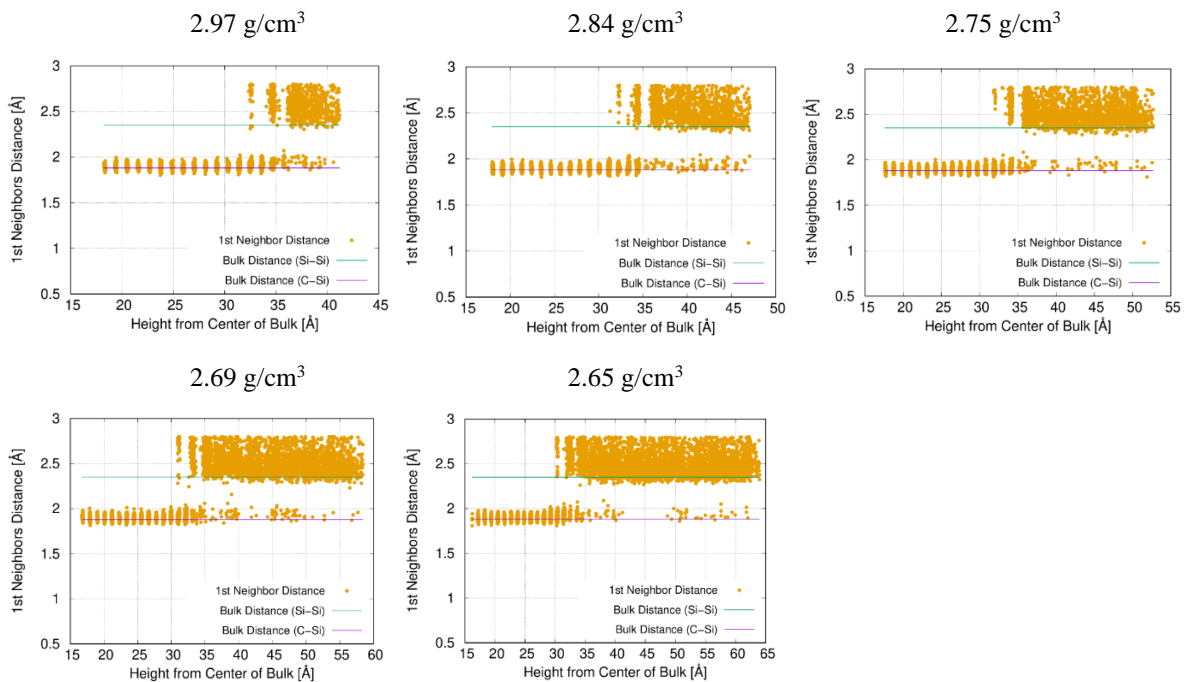 2.97 g/cm³
2.84 g/cm³
2.75 g/cm³
3
2.5
2
1.5
1
0.5
1st Neighbors Distance [Å]
1st Neighbor Distance
Bulk Distance (Si−Si)
Bulk Distance (C−Si)
15 20 25 30 35 40 45
Height from Center of Bulk [Å]
3
2.5
2
1.5
1
0.5
1st Neighbors Distance [Å]
1st Neighbor Distance
Bulk Distance (Si−Si)
Bulk Distance (C−Si)
15 20 25 30 35 40 45 50
Height from Center of Bulk [Å]
3
2.5
2
1.5
1
0.5
1st Neighbors Distance [Å]
1st Neighbor Distance
Bulk Distance (Si−Si)
Bulk Distance (C−Si)
15 20 25 30 35 40 45 50 55
Height from Center of Bulk [Å]
2.69 g/cm³
2.65 g/cm³
3
2.5
2
1.5
1
0.5
1st Neighbors Distance [Å]
1st Neighbor Distance
Bulk Distance (Si−Si)
Bulk Distance (C−Si)
15 20 25 30 35 40 45 50 55 60
Height from Center of Bulk [Å]
3
2.5
2
1.5
1
0.5
1st Neighbors Distance [Å]
1st Neighbor Distance
Bulk Distance (Si−Si)
Bulk Distance (C−Si)
15 20 25 30 35 40 45 50 55 60 65
Height from Center of Bulk [Å]